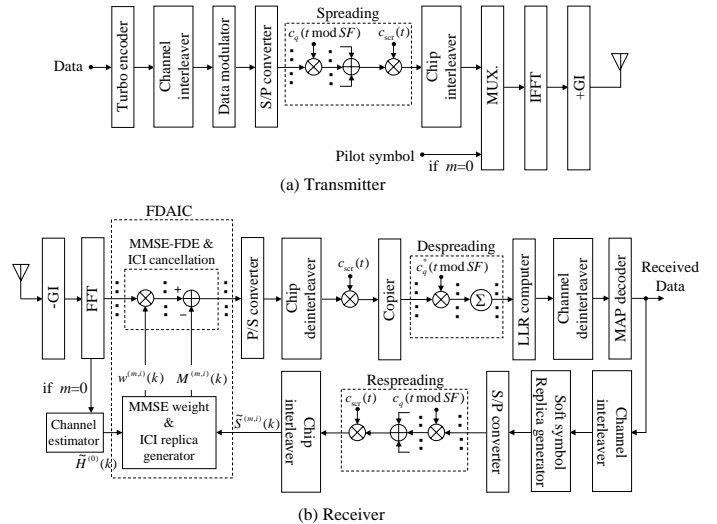 Spreading
c_q(t mod SF)
c_scr(t)
Data
Turbo encoder
Channel
interleaver
Data modulator
S/P converter
Chip
interleaver
MUX.
IFFT
+GI
Pilot symbol
if m=0
(a) Transmitter
FDAIC
MMSE-FDE &
ICI cancellation
-GI
FFT
+
−
P/S converter
Chip
deinterleaver
c_scr(t)
Copier
Despreading
c_q^*(t mod SF)
Σ
LLR computer
Channel
deinterleaver
MAP decoder
Received
Data
if m=0
w^(m,i)(k)
M^(m,i)(k)
Channel
estimator
H̃^(0)(k)
MMSE weight
&
ICI replica
generator
S̃^(m,i)(k)
Chip
interleaver
Respreading
c_scr(t)
c_q(t mod SF)
S/P converter
Soft symbol
Replica generator
Channel
interleaver
(b) Receiver